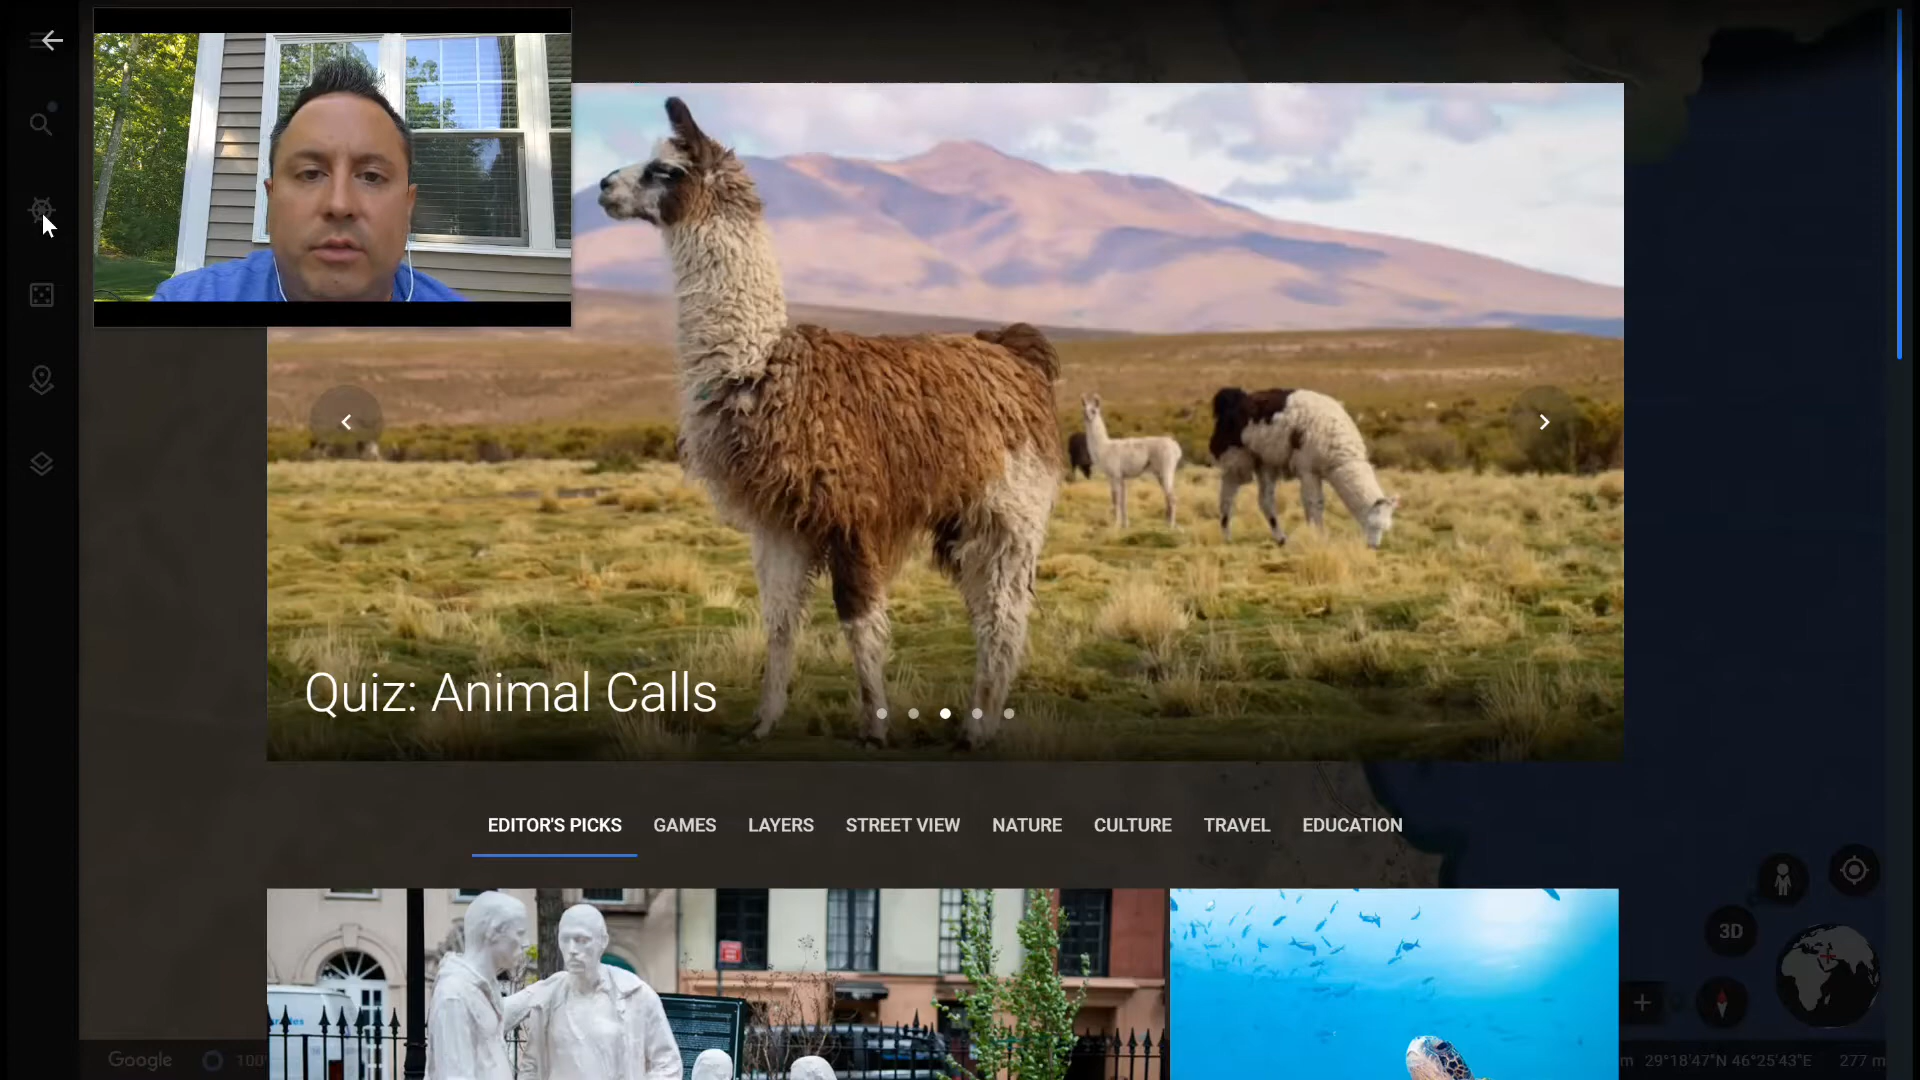 Quiz: Animal Calls
EDITOR'S PICKS GAMES LAYERS STREET VIEW NATURE CULTURE TRAVEL EDUCATION
3D
Google 100% m 29°18'47"N 46°25'43"E 277 m